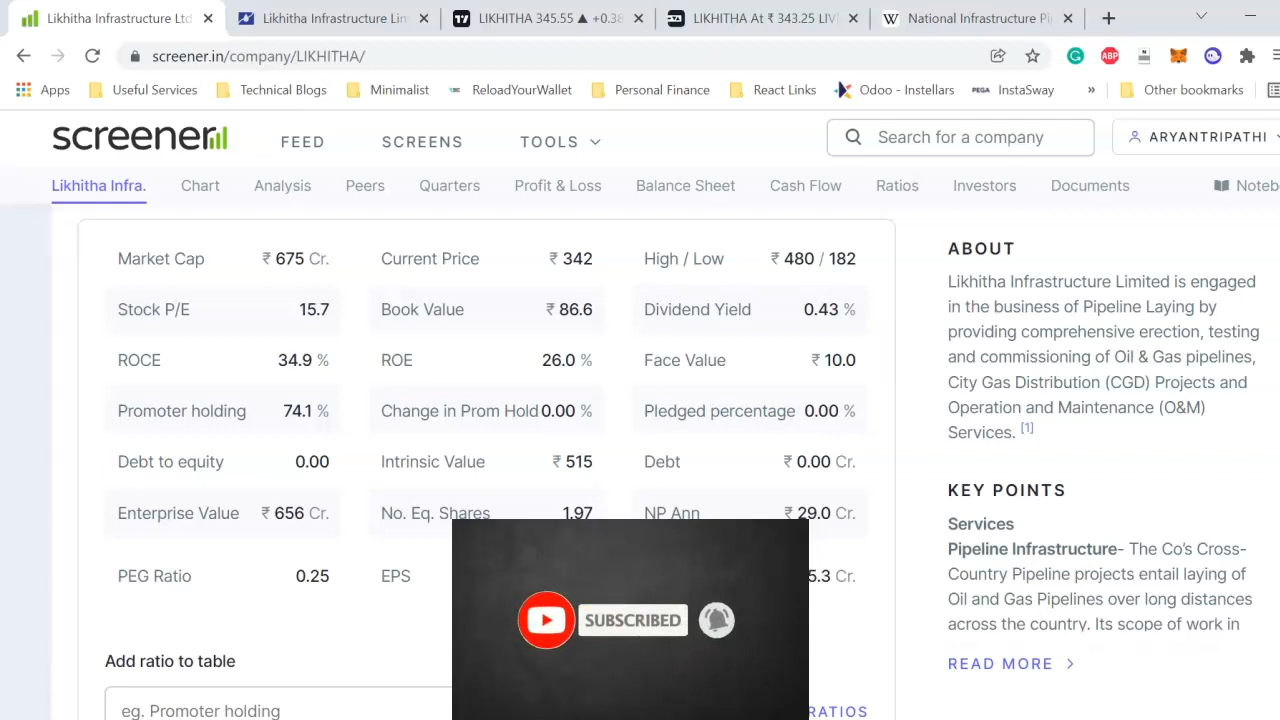 Likhitha Infrastructure Ltd
Likhitha Infrastructure Lim
LIKHITHA 345.55 ▲ +0.38
LIKHITHA At ₹ 343.25 LIV
National Infrastructure Pi
screener.in/company/LIKHITHA/
Apps
Useful Services
Technical Blogs
Minimalist
ReloadYourWallet
Personal Finance
React Links
Odoo - Instellars
PEGA InstaSway
»
Other bookmarks
screener
FEED
SCREENS
TOOLS
Search for a company
ARYANTRIPATHI
Likhitha Infra.
Chart
Analysis
Peers
Quarters
Profit & Loss
Balance Sheet
Cash Flow
Ratios
Investors
Documents
Noteb
Market Cap ₹ 675 Cr.
Current Price ₹ 342
High / Low ₹ 480 / 182
Stock P/E 15.7
Book Value ₹ 86.6
Dividend Yield 0.43 %
ROCE 34.9 %
ROE 26.0 %
Face Value ₹ 10.0
Promoter holding 74.1 %
Change in Prom Hold 0.00 %
Pledged percentage 0.00 %
Debt to equity 0.00
Intrinsic Value ₹ 515
Debt ₹ 0.00 Cr.
Enterprise Value ₹ 656 Cr.
No. Eq. Shares 1.97
NP Ann ₹ 29.0 Cr.
PEG Ratio 0.25
EPS
5.3 Cr.
Add ratio to table
eg. Promoter holding
RATIOS
SUBSCRIBED
ABOUT
Likhitha Infrastructure Limited is engaged
in the business of Pipeline Laying by
providing comprehensive erection, testing
and commissioning of Oil & Gas pipelines,
City Gas Distribution (CGD) Projects and
Operation and Maintenance (O&M)
Services. [1]
KEY POINTS
Services
Pipeline Infrastructure- The Co's Cross-
Country Pipeline projects entail laying of
Oil and Gas Pipelines over long distances
across the country. Its scope of work in
READ MORE